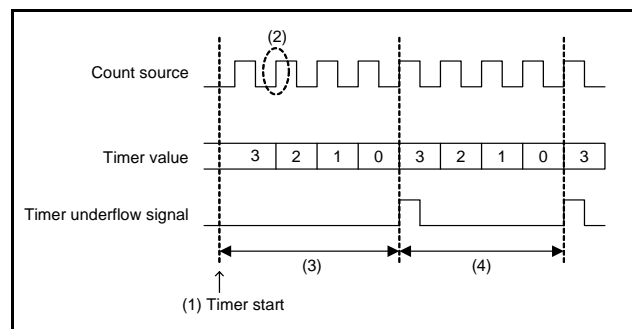 (2)
Count source
Timer value 3 2 1 0 3 2 1 0 3
Timer underflow signal
(3) (4)
(1) Timer start